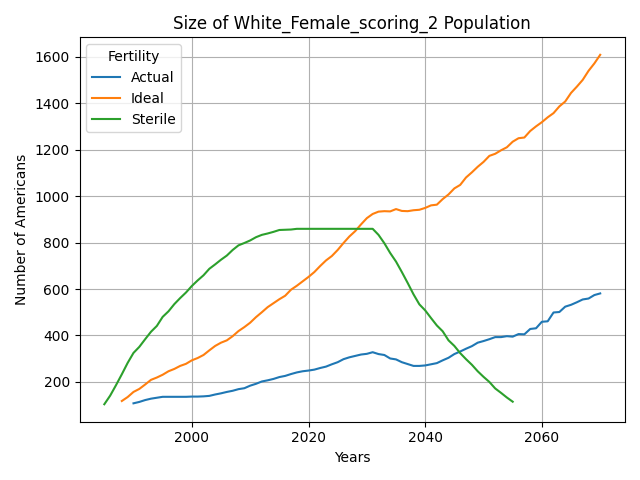 Size of White_Female_scoring_2 Population
Fertility
Actual
Ideal
Sterile
Number of Americans
1600
1400
1200
1000
800
600
400
200
2000
2020
2040
2060
Years